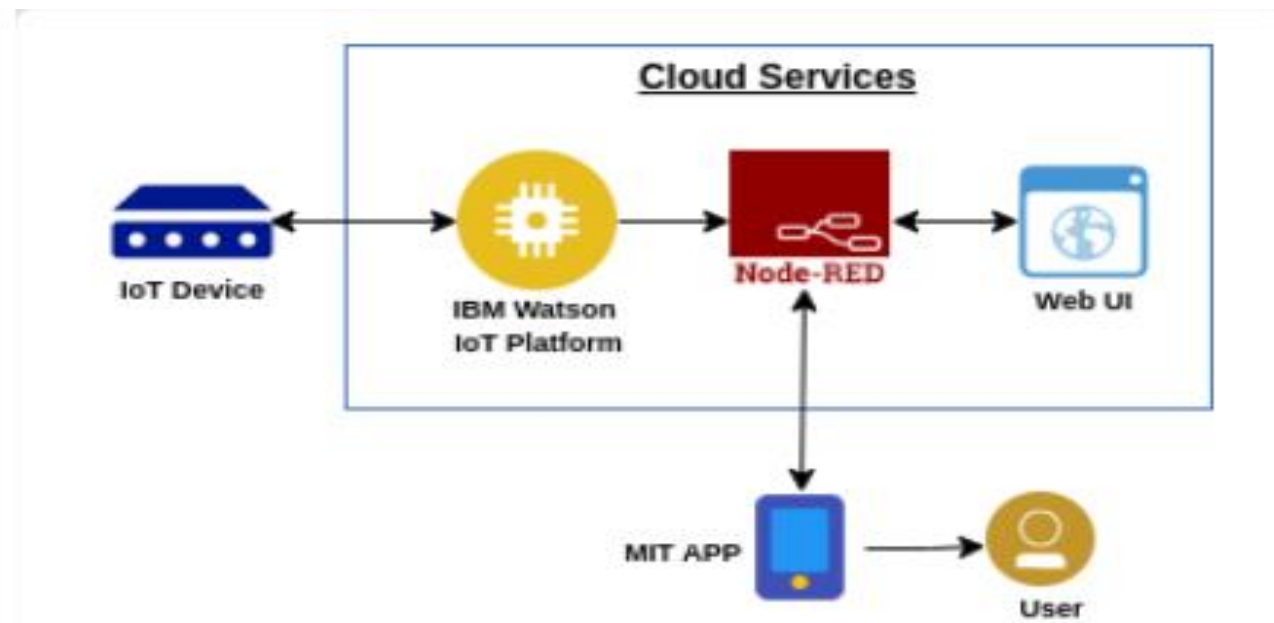 Cloud Services
IoT Device
IBM Watson
IoT Platform
Node-RED
Web UI
MIT APP
User